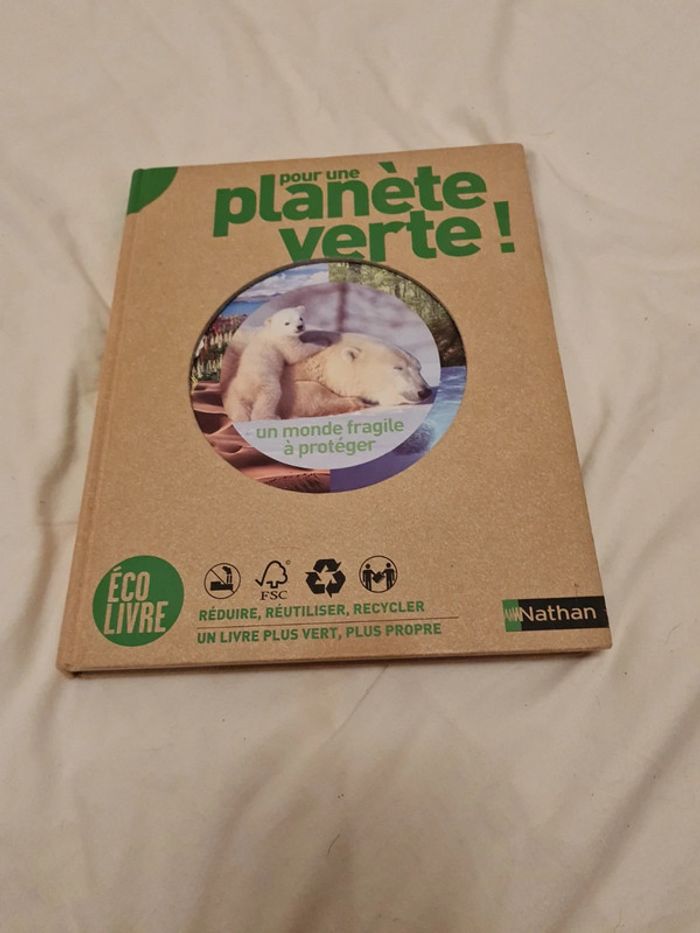 pour une
planète
verte !
un monde fragile
à protéger
ÉCO
LIVRE
FSC®
RÉDUIRE, RÉUTILISER, RECYCLER
UN LIVRE PLUS VERT, PLUS PROPRE
Nathan